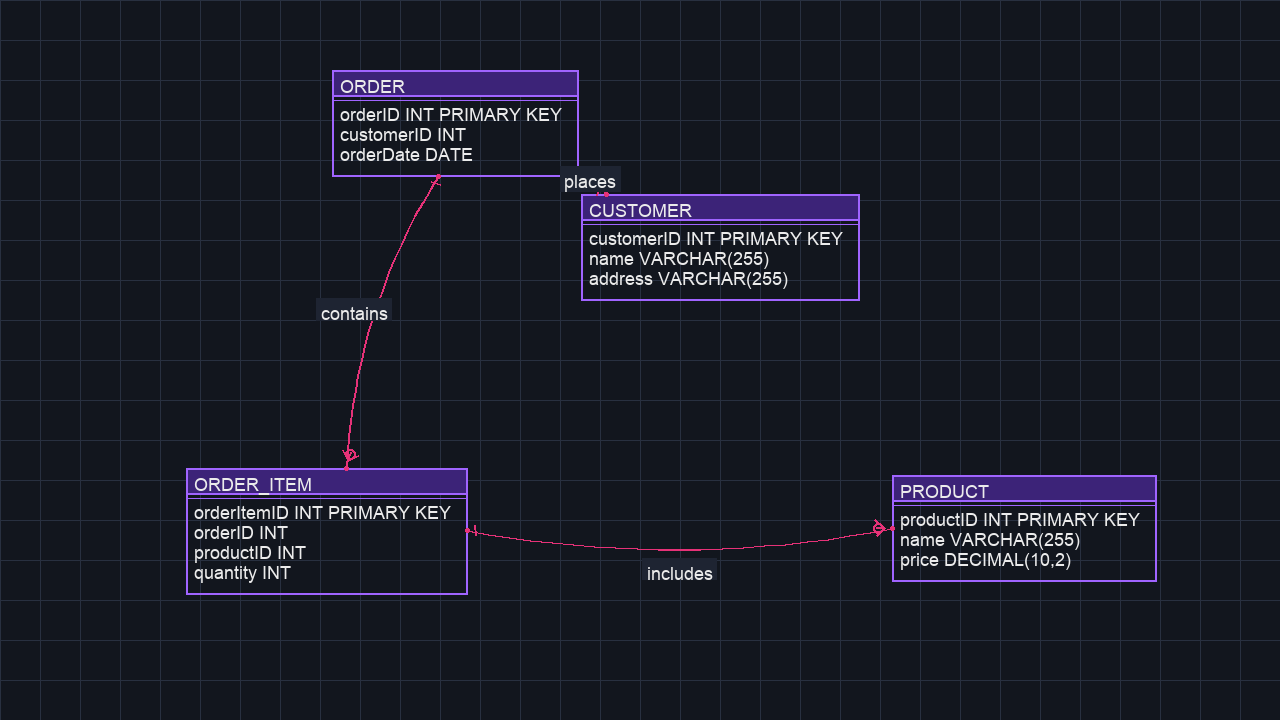 ORDER
orderID INT PRIMARY KEY
customerID INT
orderDate DATE
places
CUSTOMER
customerID INT PRIMARY KEY
name VARCHAR(255)
address VARCHAR(255)
contains
ORDER_ITEM
orderItemID INT PRIMARY KEY
orderID INT
productID INT
quantity INT
includes
PRODUCT
productID INT PRIMARY KEY
name VARCHAR(255)
price DECIMAL(10,2)